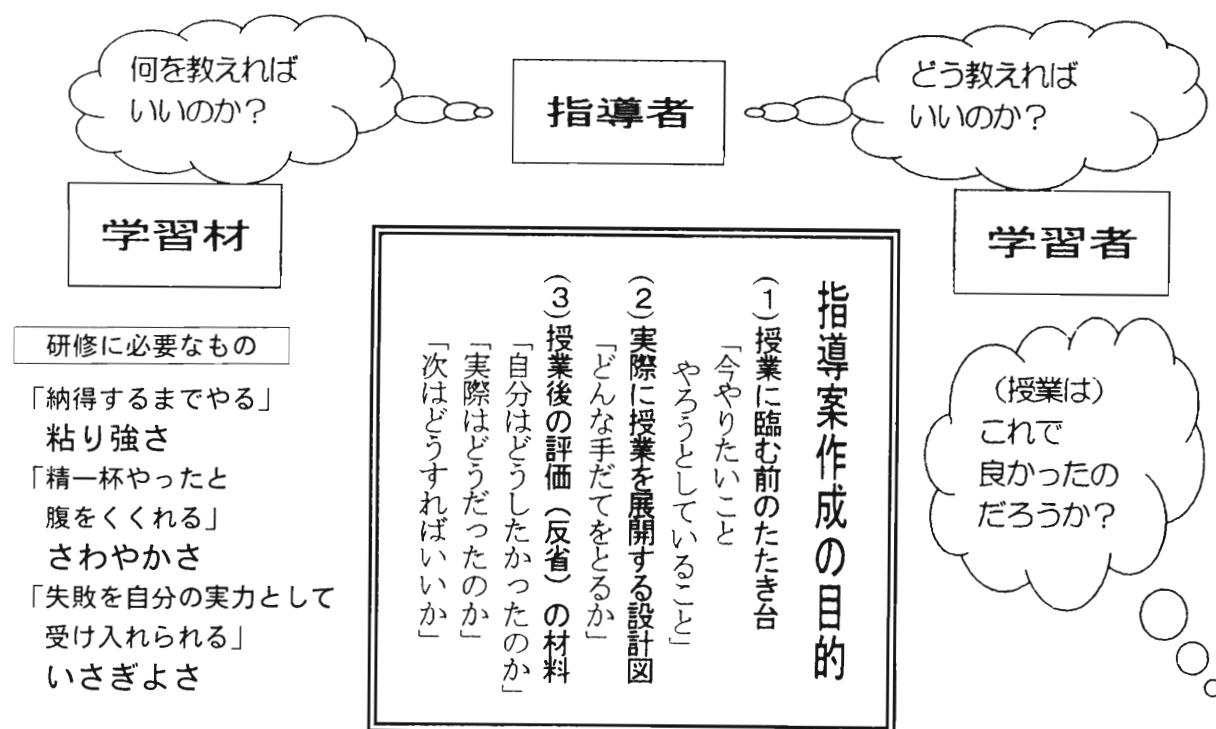 何を教えれば
いいのか？
指導者
どう教えれば
いいのか？
学習材
学習者
指導案作成の目的
(1)授業に臨む前のたたき台
「今やりたいこと
やろうとしていること」
(2)実際に授業を展開する設計図
「どんな手だてをとるか」
(3)授業後の評価（反省）の材料
「自分はどうしたかったのか」
「実際はどうだったのか」
「次はどうすればいいか」
研修に必要なもの
「納得するまでやる」
粘り強さ
「精一杯やったと
腹をくくれる」
さわやかさ
「失敗を自分の実力として
受け入れられる」
いさぎよさ
（授業は）
これで
良かったの
だろうか？